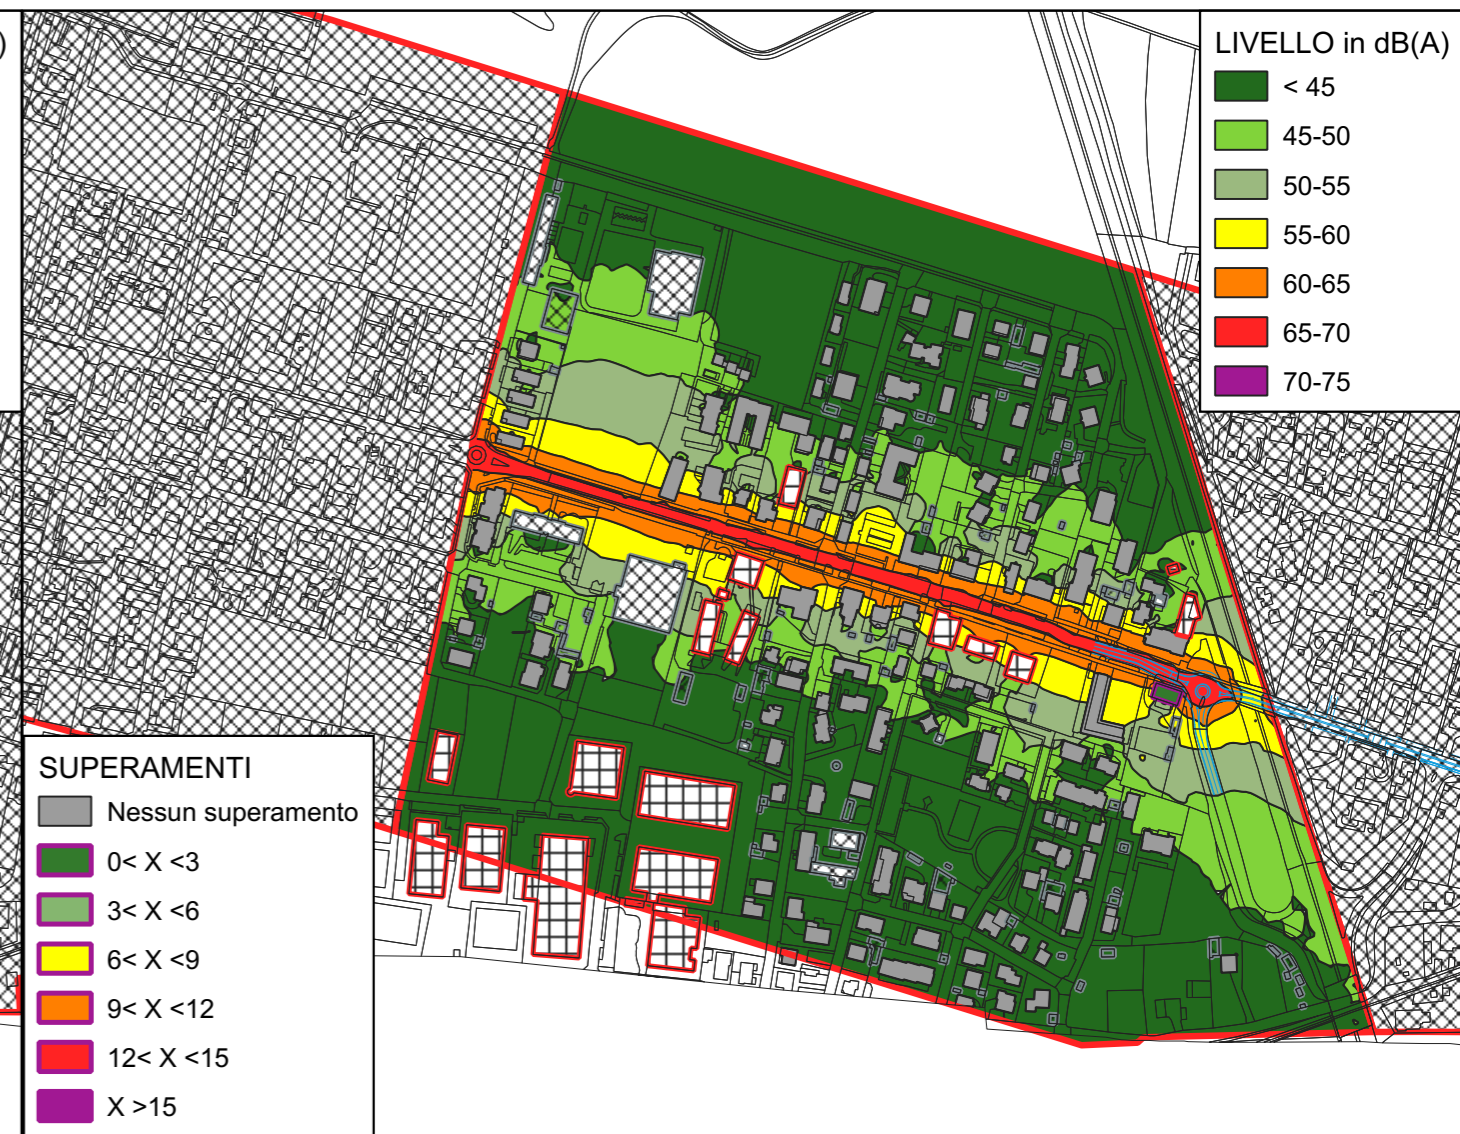 )
LIVELLO in dB(A)
< 45
45-50
50-55
55-60
60-65
65-70
70-75
SUPERAMENTI
Nessun superamento
0< X <3
3< X <6
6< X <9
9< X <12
12< X <15
X >15